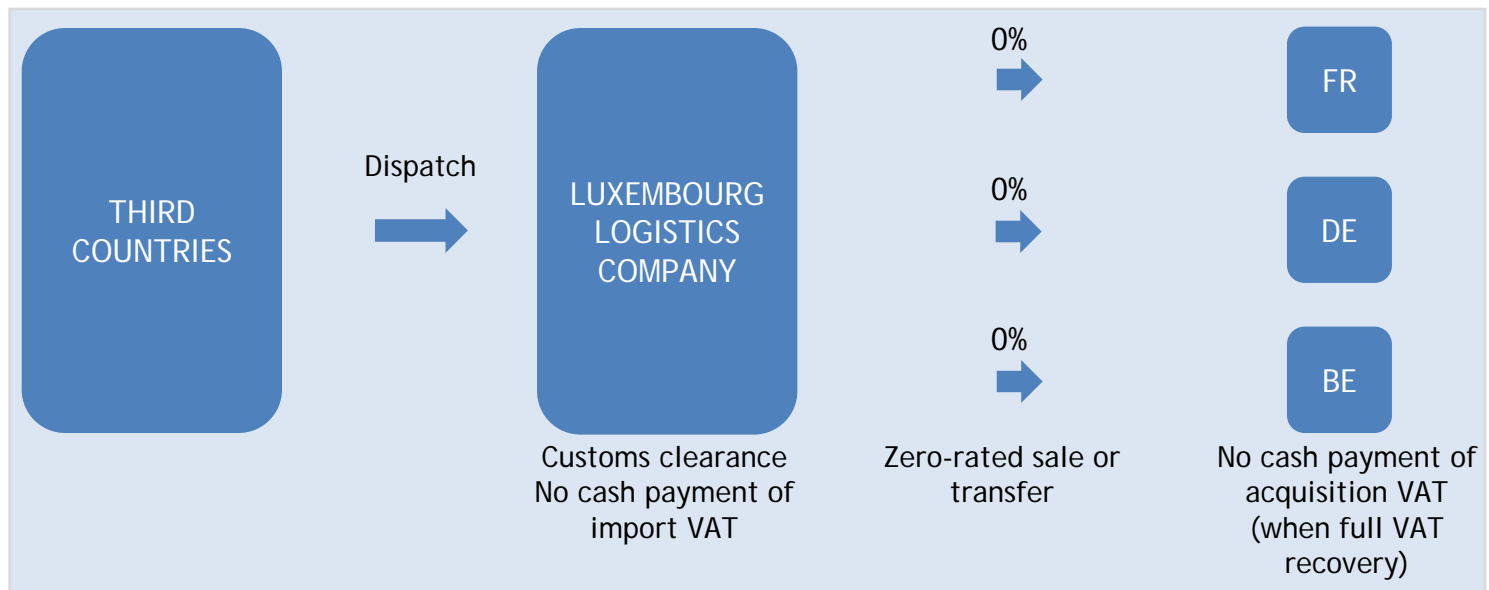 THIRD
COUNTRIES
Dispatch
LUXEMBOURG
LOGISTICS
COMPANY
Customs clearance
No cash payment of
import VAT
0%
0%
0%
Zero-rated sale or
transfer
FR
DE
BE
No cash payment of
acquisition VAT
(when full VAT
recovery)